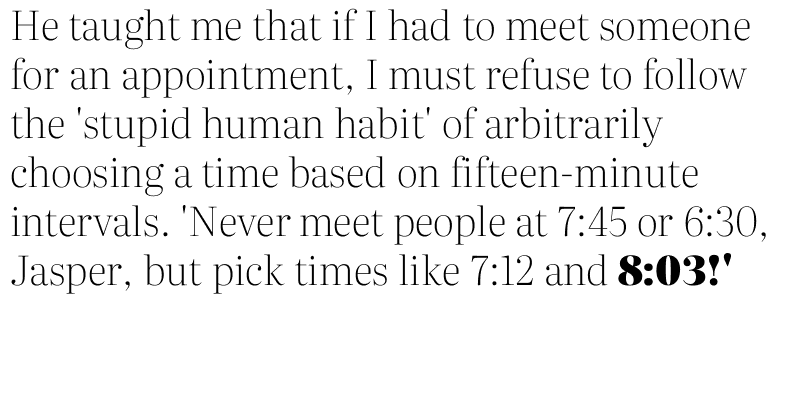 He taught me that if I had to meet someone
for an appointment, I must refuse to follow
the 'stupid human habit' of arbitrarily
choosing a time based on fifteen-minute
intervals. 'Never meet people at 7:45 or 6:30,
Jasper, but pick times like 7:12 and 8:03!'